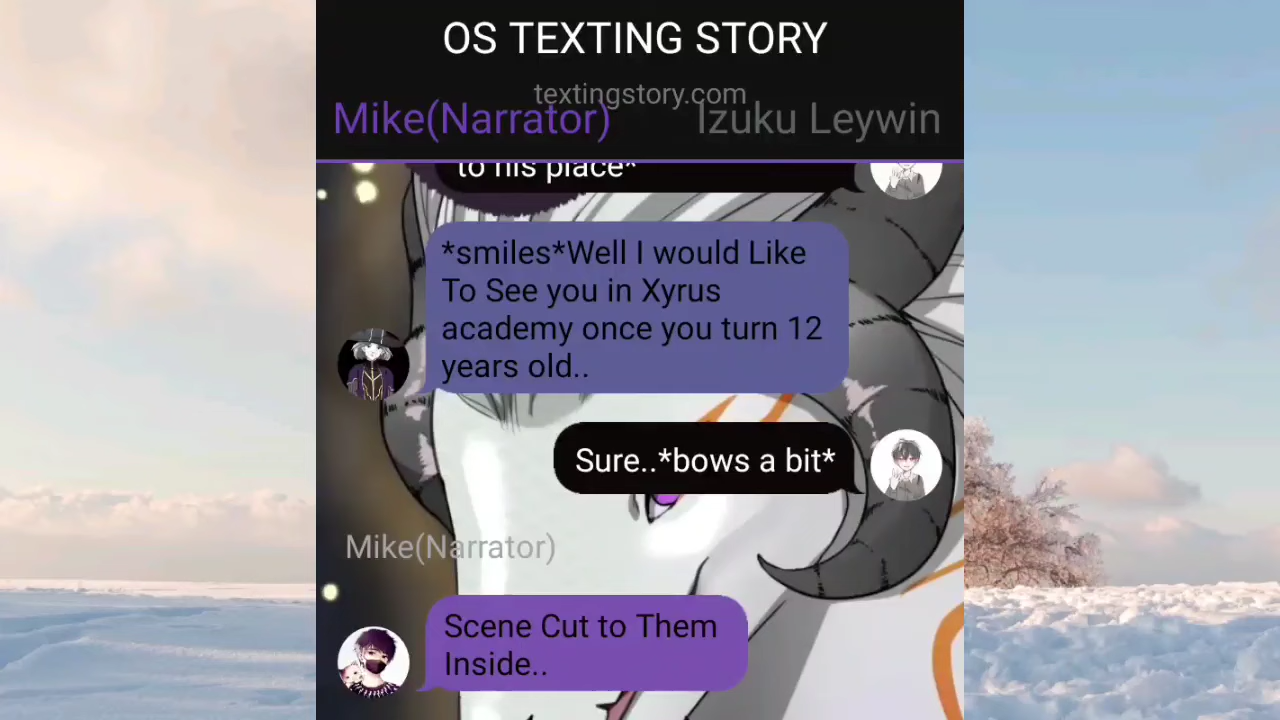 OS TEXTING STORY
textingstory.com
Mike(Narrator) Izuku Leywin
to his place*
*smiles*Well I would Like
To See you in Xyrus
academy once you turn 12
years old..
Sure..*bows a bit*
Mike(Narrator)
Scene Cut to Them
Inside..